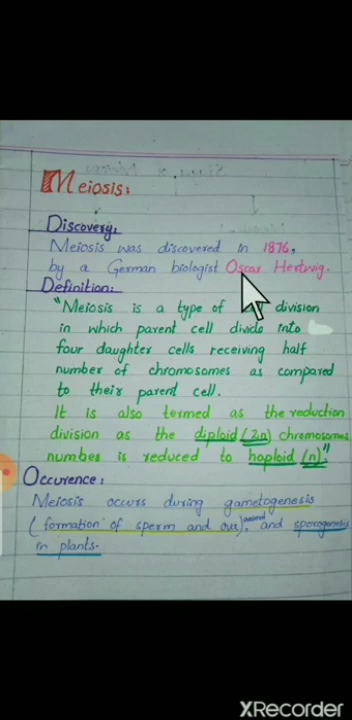 Meiosis:
Discovery:
Meiosis was discovered in 1876,
by a German biologist Oscar Hertwig.
Definition:
"Meiosis is a type of division
in which parent cell divide into
four daughter cells receiving half
number of chromosomes as compared
to their parent cell.
It is also termed as the reduction
division as the diploid (2n) chromosomes
number is reduced to haploid (n)"
Occurence:
Meiosis occurs during gametogenesis
(formation of sperm and ova) animal and sporogenesis
in plants.
XRecorder